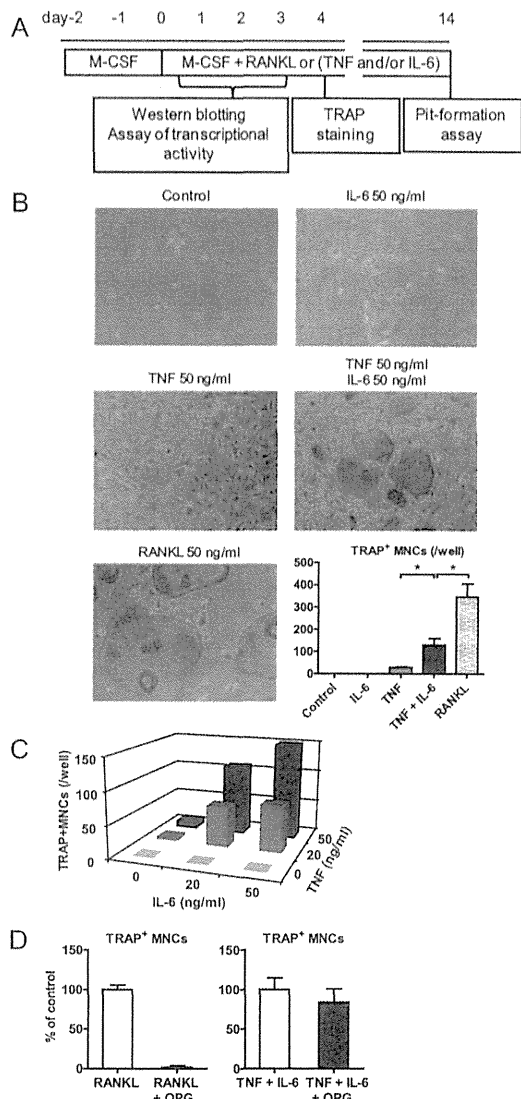 A
day-2 -1 0 1 2 3 4 14
M-CSF
M-CSF + RANKL or (TNF and/or IL-6)
Western blotting
Assay of transcriptional
activity
TRAP
staining
Pit-formation
assay
B
Control
IL-6 50 ng/ml
TNF 50 ng/ml
TNF 50 ng/ml
IL-6 50 ng/ml
RANKL 50 ng/ml
TRAP+ MNCs (/well)
500
400
300
200
100
0
* *
Control
IL-6
TNF
TNF + IL-6
RANKL
C
TRAP+MNCs (/well)
150
100
50
0
0 20 50
IL-6 (ng/ml)
0 20 50
TNF (ng/ml)
D
TRAP+ MNCs
% of control
150
100
50
0
RANKL
RANKL
+ OPG
TRAP+ MNCs
150
100
50
0
TNF + IL-6
TNF + IL-6
+ OPG